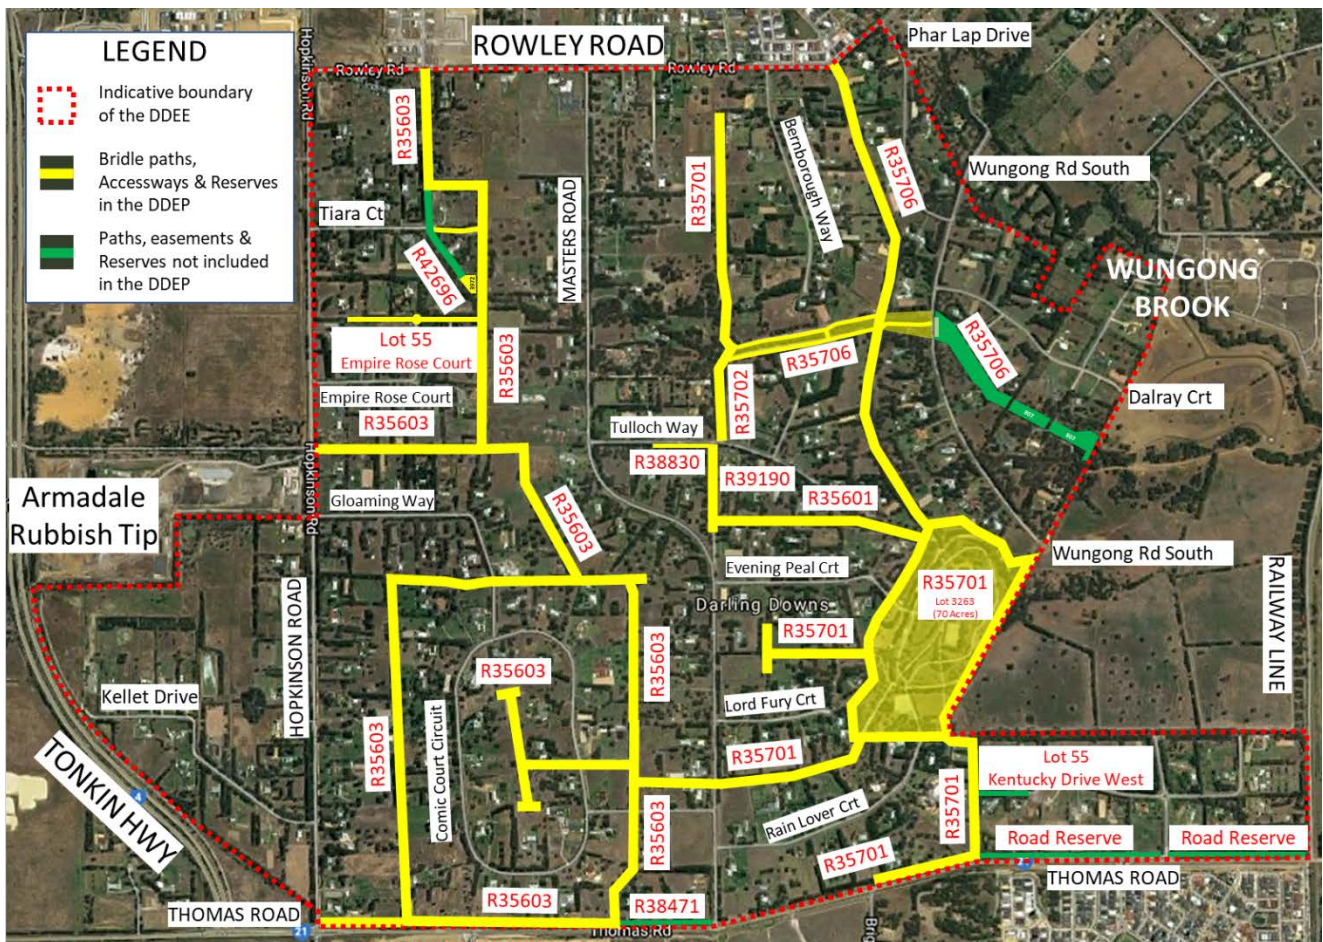 LEGEND
Indicative boundary
of the DDEE
Bridle paths,
Accessways & Reserves
in the DDEP
Paths, easements &
Reserves not included
in the DDEP
ROWLEY ROAD
Rowley Rd
Rowley Rd
Hopkinson Rd
Phar Lap Drive
R35603
R35701
Bernborough Way
R35706
Wungong Rd South
Tiara Ct
MASTERS ROAD
R42696
WUNGONG
BROOK
Lot 55
Empire Rose Court
R35603
R35706
R35706
R35702
Empire Rose Court
R35603
Dalray Crt
907
907
Tulloch Way
R38830
R39190
R35601
Hopkinson Rd
Armadale
Rubbish Tip
Gloaming Way
R35603
Wungong Rd South
Evening Peal Crt
R35701
Lot 3263
(70 Acres)
Darling Downs
RAILWAY LINE
HOPKINSON ROAD
R35701
R35603
R35603
Kellet Drive
Lord Fury Crt
R35603
Comic Court Circuit
R35701
Lot 55
Kentucky Drive West
TONKIN HWY
4
R35701
Rain Lover Crt
R35603
R35701
Road Reserve
Road Reserve
THOMAS ROAD
R35603
R38471
THOMAS ROAD
21
Thomas Rd